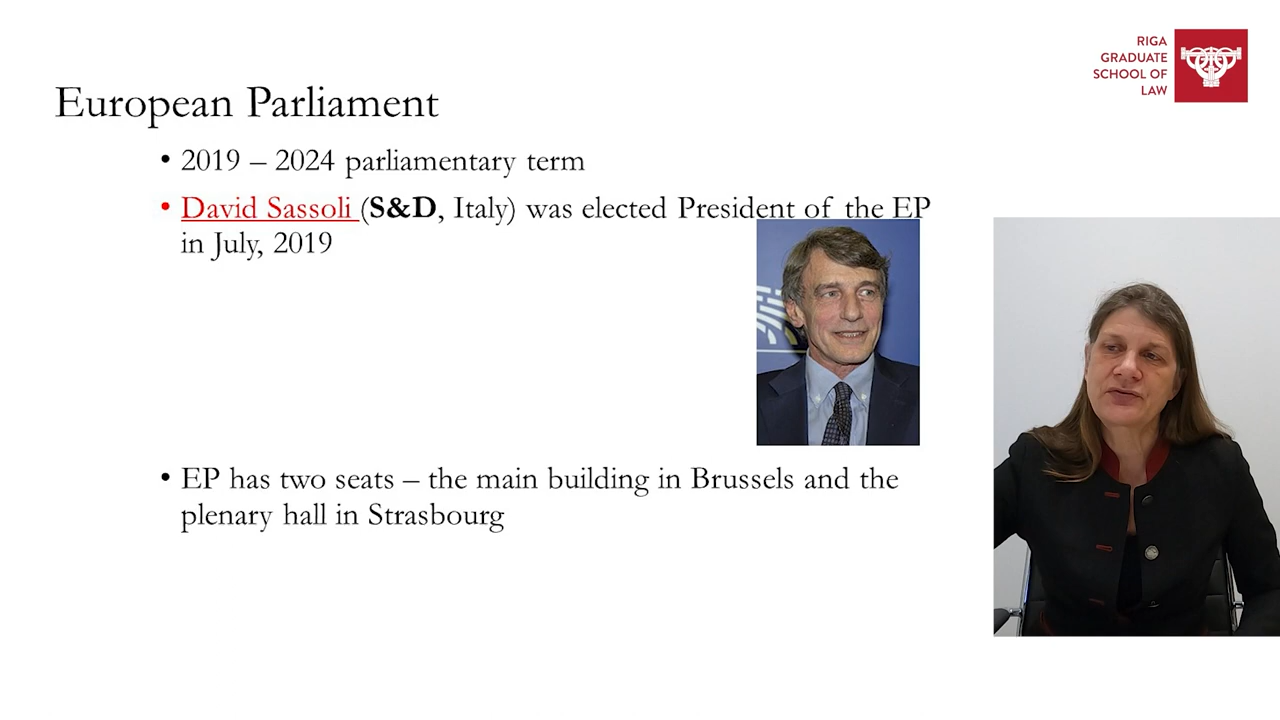 RIGA
GRADUATE
SCHOOL OF
LAW
European Parliament
• 2019 – 2024 parliamentary term
• David Sassoli (S&D, Italy) was elected President of the EP
in July, 2019
• EP has two seats – the main building in Brussels and the
plenary hall in Strasbourg